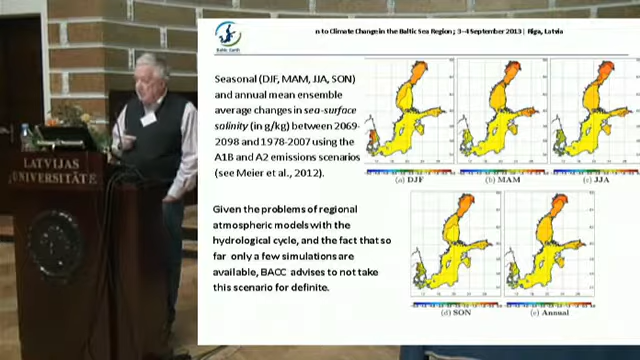 n to Climate Change in the Baltic Sea Region ; 3-4 September 2013 | Riga, Latvia
Baltic Earth
Seasonal (DJF, MAM, JJA, SON)
and annual mean ensemble
average changes in sea-surface
salinity (in g/kg) between 2069-
2098 and 1978-2007 using the
A1B and A2 emissions scenarios
(see Meier et al., 2012).
(a) DJF
(b) MAM
(c) JJA
Given the problems of regional
atmospheric models with the
hydrological cycle, and the fact that so
far only a few simulations are
available, BACC advises to not take
this scenario for definite.
(d) SON
(e) Annual
LATVIJAS
UNIVERSITĀTE